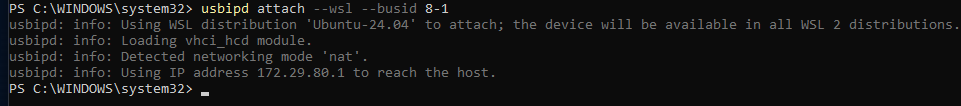 PS C:\WINDOWS\system32> usbipd attach --wsl --busid 8-1
usbipd: info: Using WSL distribution 'Ubuntu-24.04' to attach; the device will be available in all WSL 2 distributions.
usbipd: info: Loading vhci_hcd module.
usbipd: info: Detected networking mode 'nat'.
usbipd: info: Using IP address 172.29.80.1 to reach the host.
PS C:\WINDOWS\system32> _